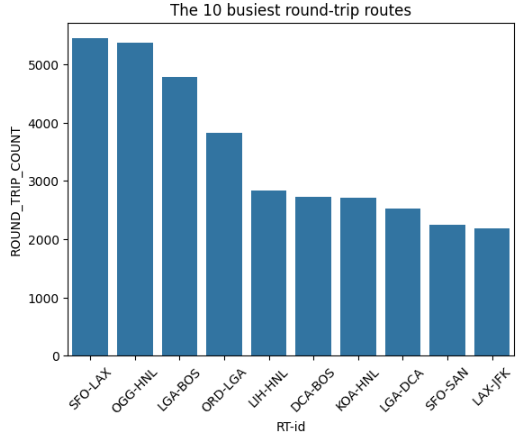 The 10 busiest round-trip routes
ROUND_TRIP_COUNT
5000
4000
3000
2000
1000
0
SFO-LAX
OGG-HNL
LGA-BOS
ORD-LGA
LIH-HNL
DCA-BOS
KOA-HNL
LGA-DCA
SFO-SAN
LAX-JFK
RT-id